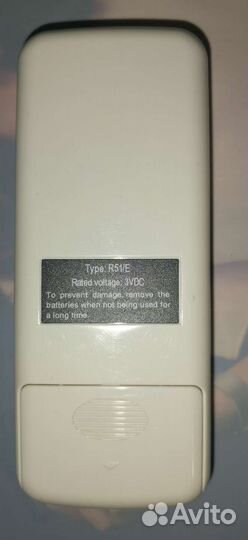 Type: R51/E
Rated voltage: 3VDC
To prevent damage, remove the
batteries when not being used for
a long time.
Avito